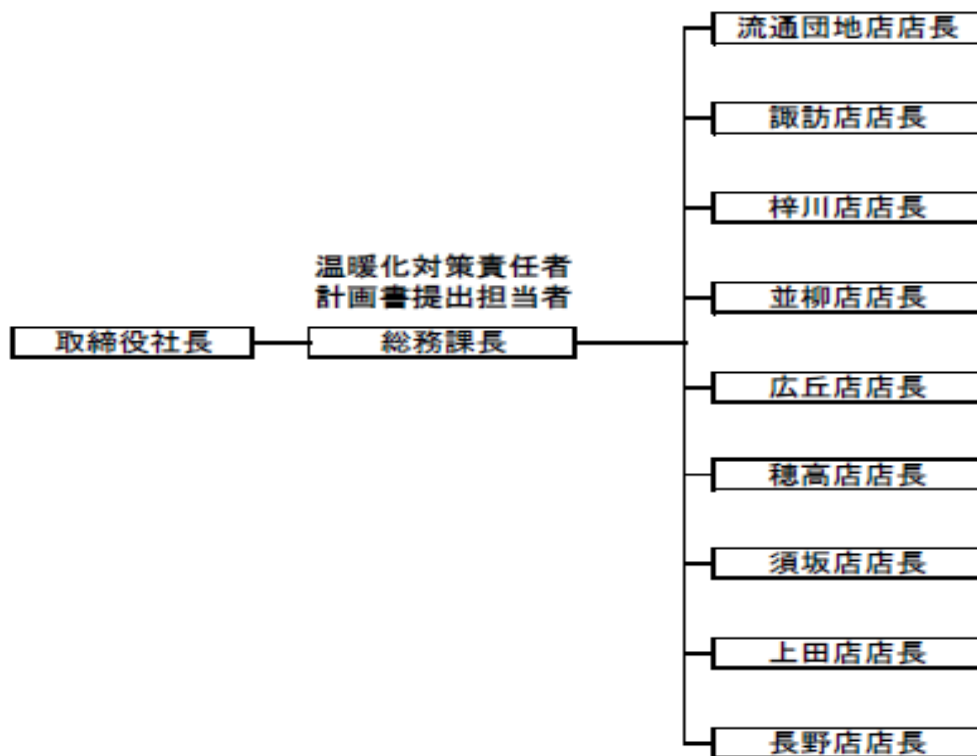 流通団地店店長
諏訪店店長
梓川店店長
温暖化対策責任者
計画書提出担当者
並柳店店長
取締役社長
総務課長
広丘店店長
穂高店店長
須坂店店長
上田店店長
長野店店長